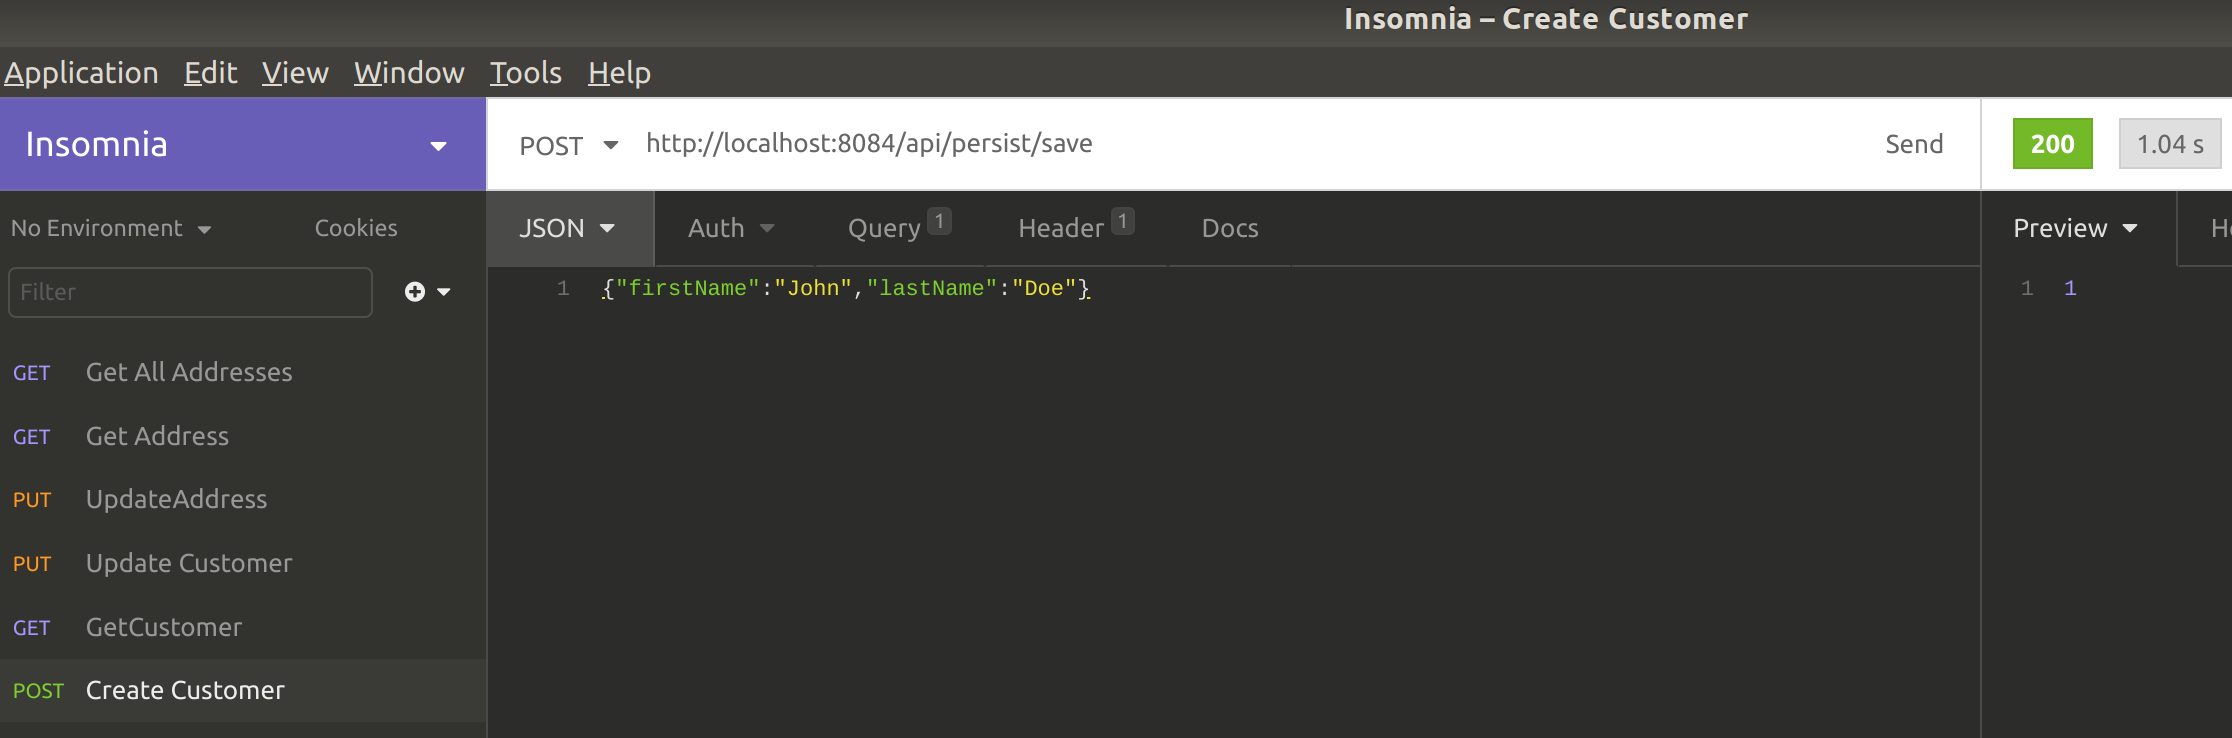 Insomnia – Create Customer
Application Edit View Window Tools Help
Insomnia
POST http://localhost:8084/api/persist/save Send
200 1.04 s
No Environment Cookies
JSON Auth Query 1 Header 1 Docs
Preview
Filter
1 {"firstName":"John","lastName":"Doe"}
1 1
GET Get All Addresses
GET Get Address
PUT UpdateAddress
PUT Update Customer
GET GetCustomer
POST Create Customer